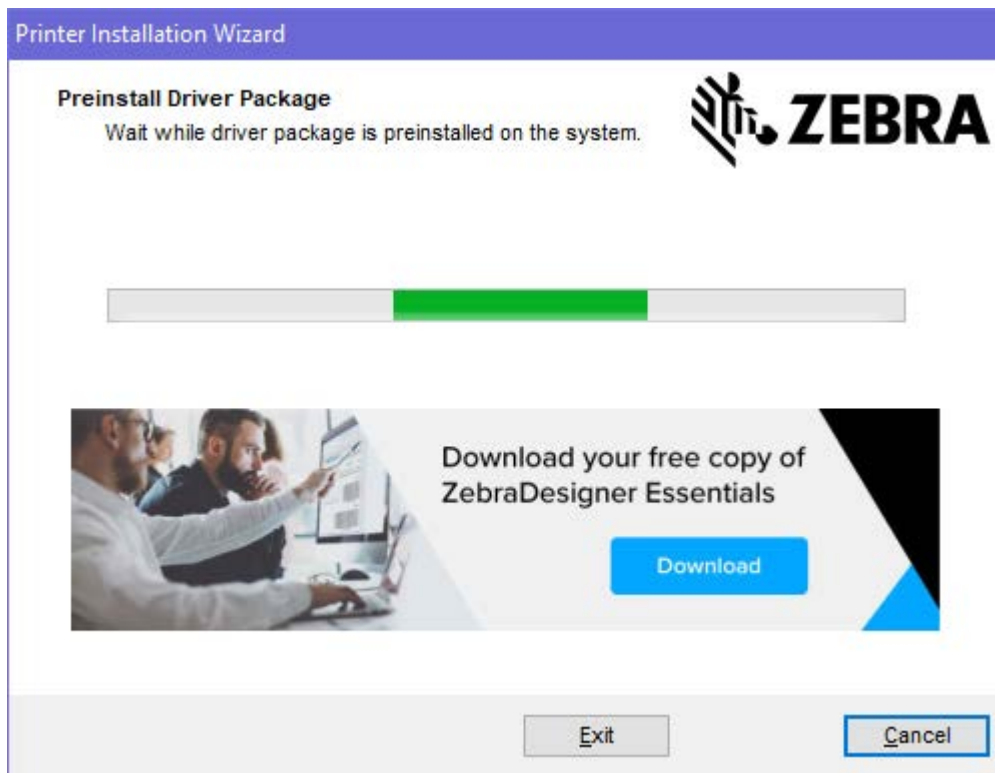 Printer Installation Wizard
Preinstall Driver Package
Wait while driver package is preinstalled on the system.
ZEBRA
Download your free copy of
ZebraDesigner Essentials
Download
Exit
Cancel